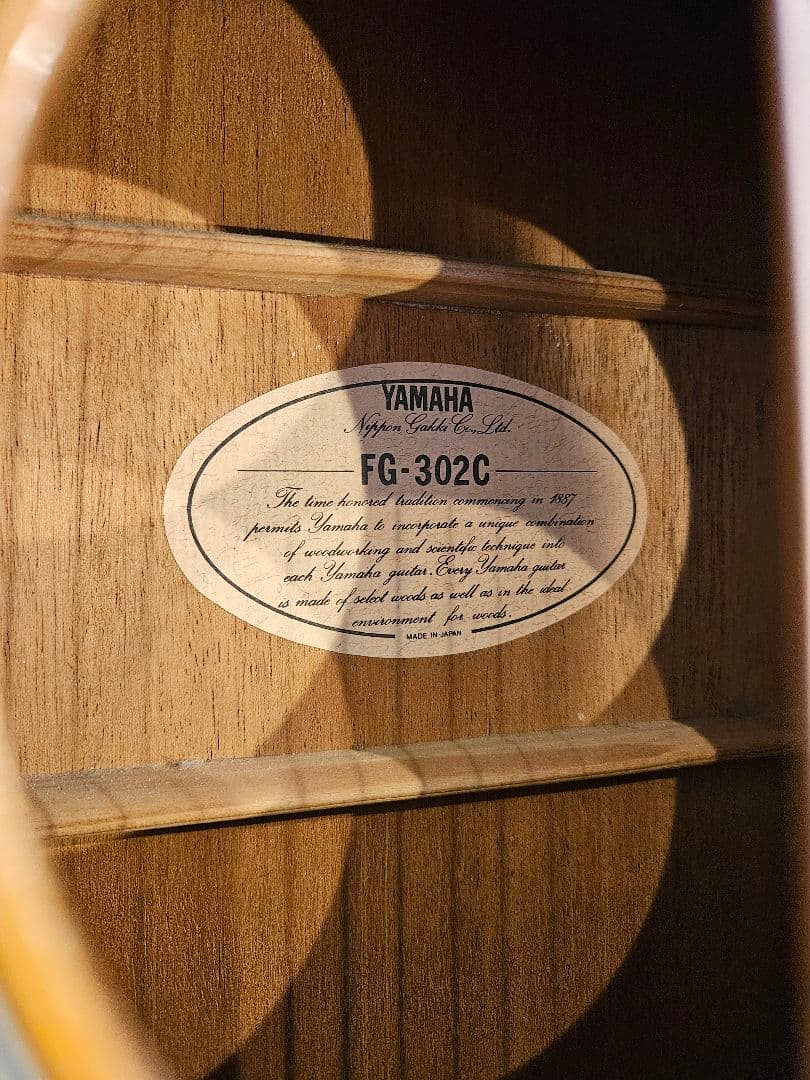 YAMAHA
Nippon Gakki Co., Ltd.
FG-302C
The time honored tradition commencing in 1887
permits Yamaha to incorporate a unique combination
of woodworking and scientific technique into
each Yamaha guitar. Every Yamaha guitar
is made of select woods as well as in the ideal
environment for woods.
MADE IN JAPAN